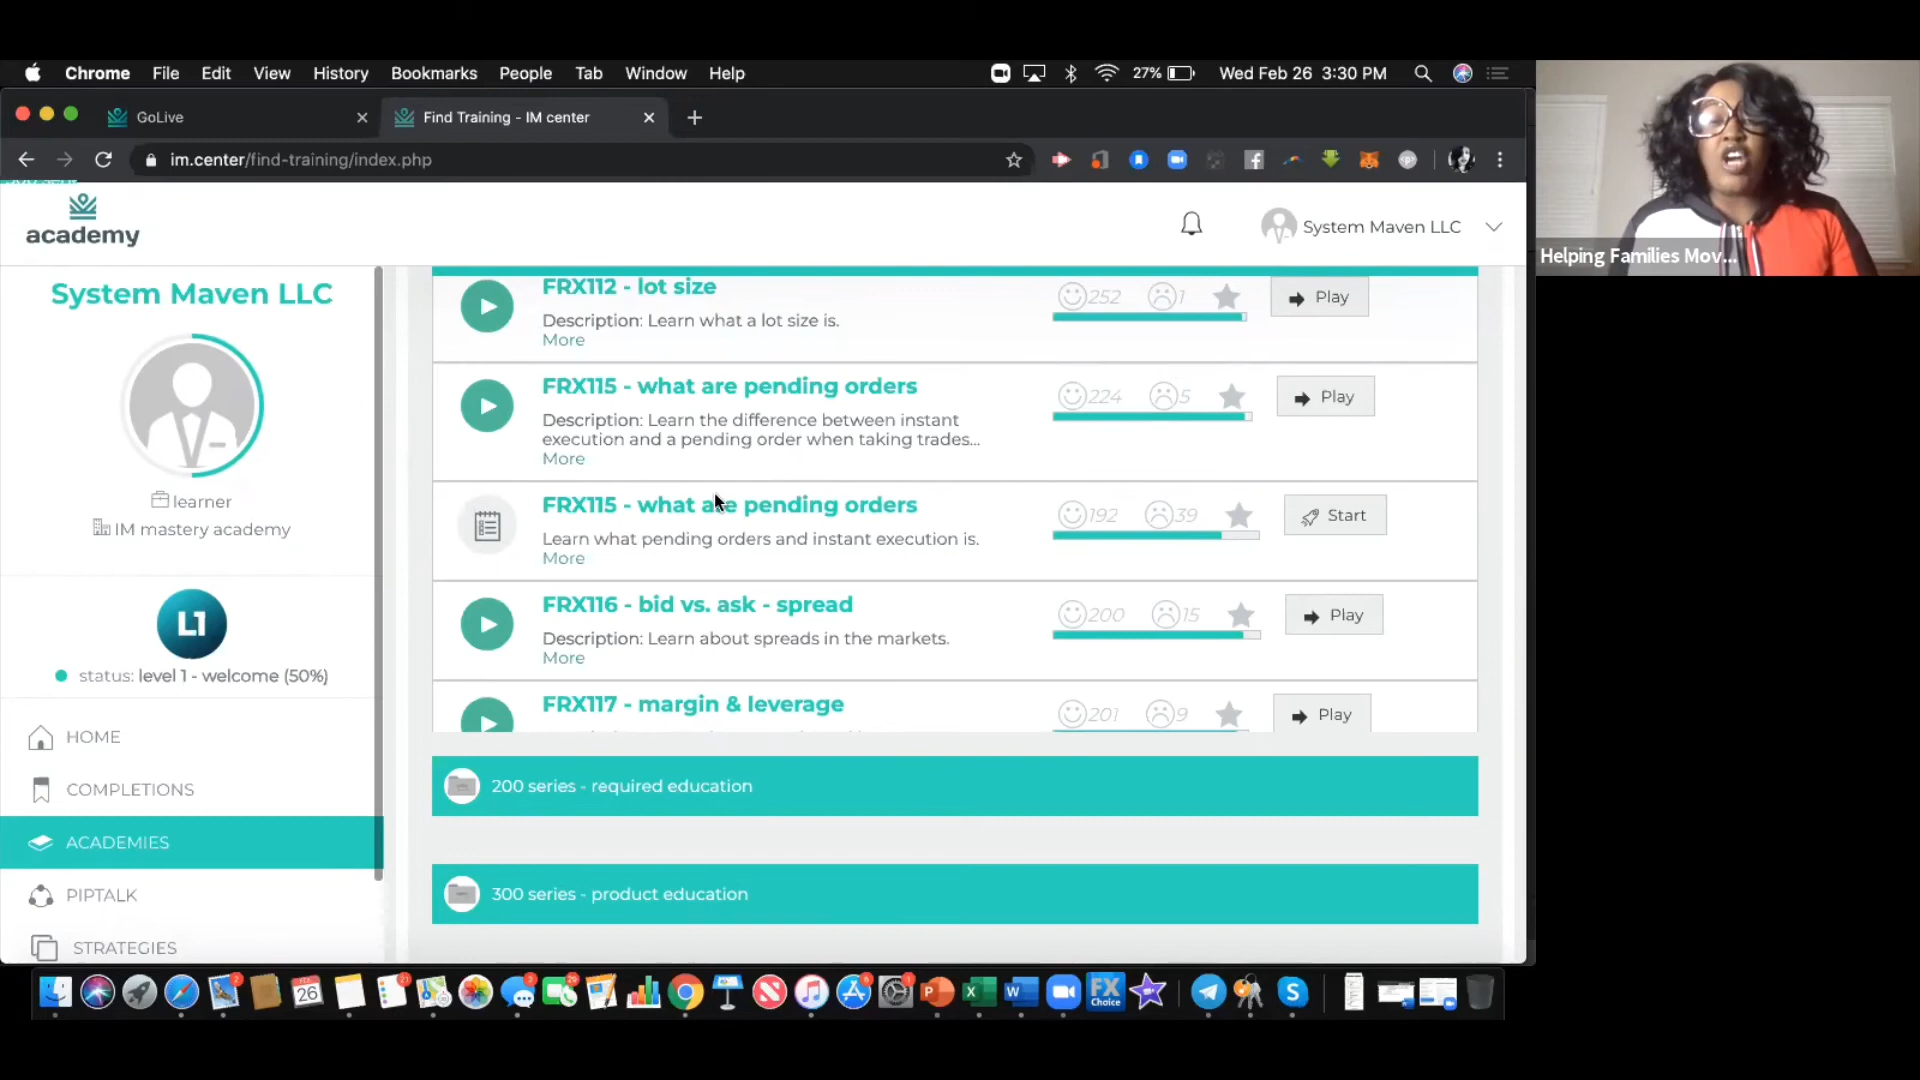 Chrome File Edit View History Bookmarks People Tab Window Help 27% Wed Feb 26 3:30 PM
GoLive Find Training - IM center
im.center/find-training/index.php
academy
System Maven LLC
Helping Families Mov...
System Maven LLC
learner
IM mastery academy
L1
status: level 1 - welcome (50%)
HOME
COMPLETIONS
ACADEMIES
PIPTALK
STRATEGIES
FRX112 - lot size
252 1 Play
Description: Learn what a lot size is.
More
FRX115 - what are pending orders
224 5 Play
Description: Learn the difference between instant
execution and a pending order when taking trades...
More
FRX115 - what are pending orders
192 39 Start
Learn what pending orders and instant execution is.
More
FRX116 - bid vs. ask - spread
200 15 Play
Description: Learn about spreads in the markets.
More
FRX117 - margin & leverage
201 9 Play
200 series - required education
300 series - product education
26
FX
Choice